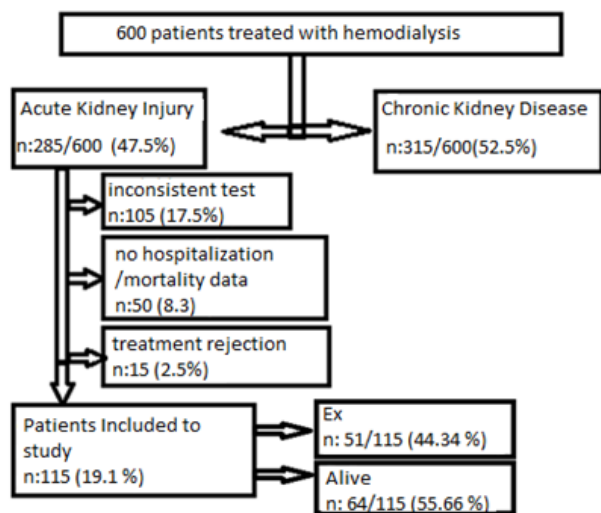 600 patients treated with hemodialysis
Acute Kidney Injury
n:285/600 (47.5%)
Chronic Kidney Disease
n:315/600(52.5%)
inconsistent test
n:105 (17.5%)
no hospitalization
/mortality data
n:50 (8.3)
treatment rejection
n:15 (2.5%)
Patients Included to
study
n:115 (19.1 %)
Ex
n: 51/115 (44.34 %)
Alive
n: 64/115 (55.66 %)